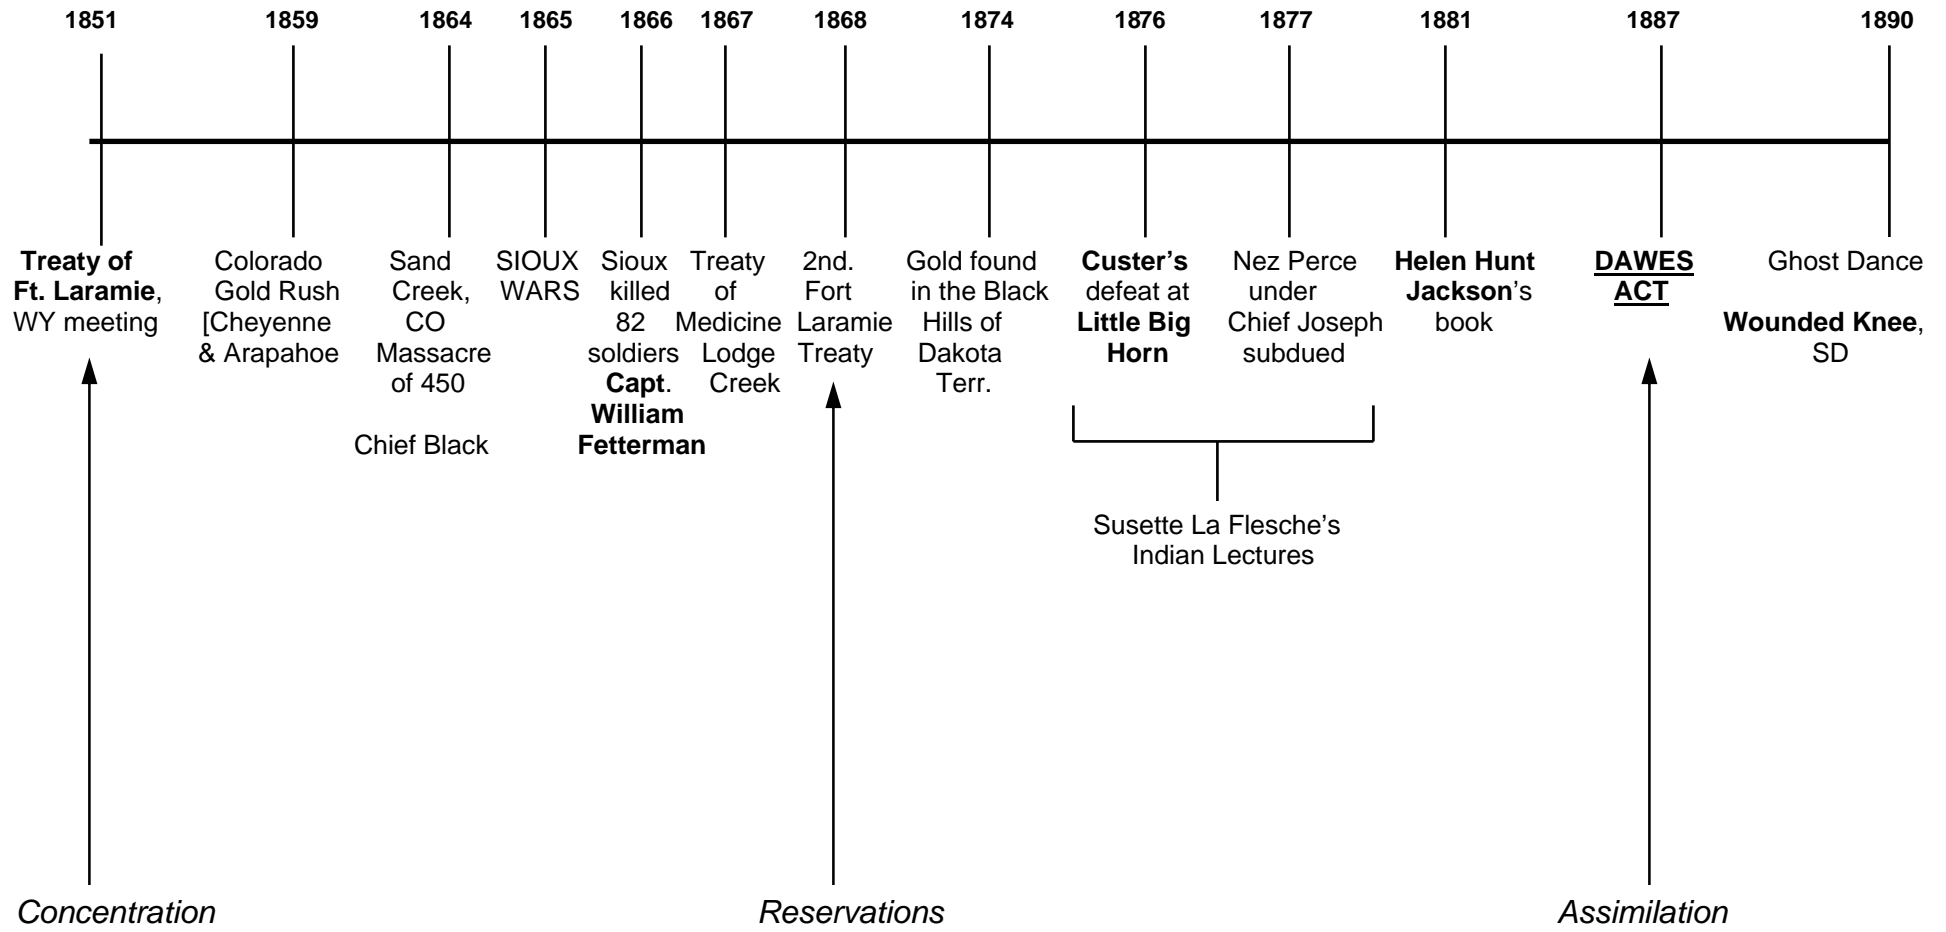 1851 1859 1864 1865 1866 1867 1868 1874 1876 1877 1881 1887 1890
Treaty of
Ft. Laramie,
WY meeting
Colorado
Gold Rush
[Cheyenne
& Arapahoe
Sand
Creek,
CO
Massacre
of 450
Chief Black
SIOUX
WARS
Sioux
killed
82
soldiers
Capt.
William
Fetterman
Treaty
of
Medicine
Lodge
Creek
2nd.
Fort
Laramie
Treaty
Gold found
in the Black
Hills of
Dakota
Terr.
Custer’s
defeat at
Little Big
Horn
Nez Perce
under
Chief Joseph
subdued
Helen Hunt
Jackson’s
book
DAWES
ACT
Ghost Dance
Wounded Knee,
SD
Susette La Flesche’s
Indian Lectures
Concentration
Reservations
Assimilation